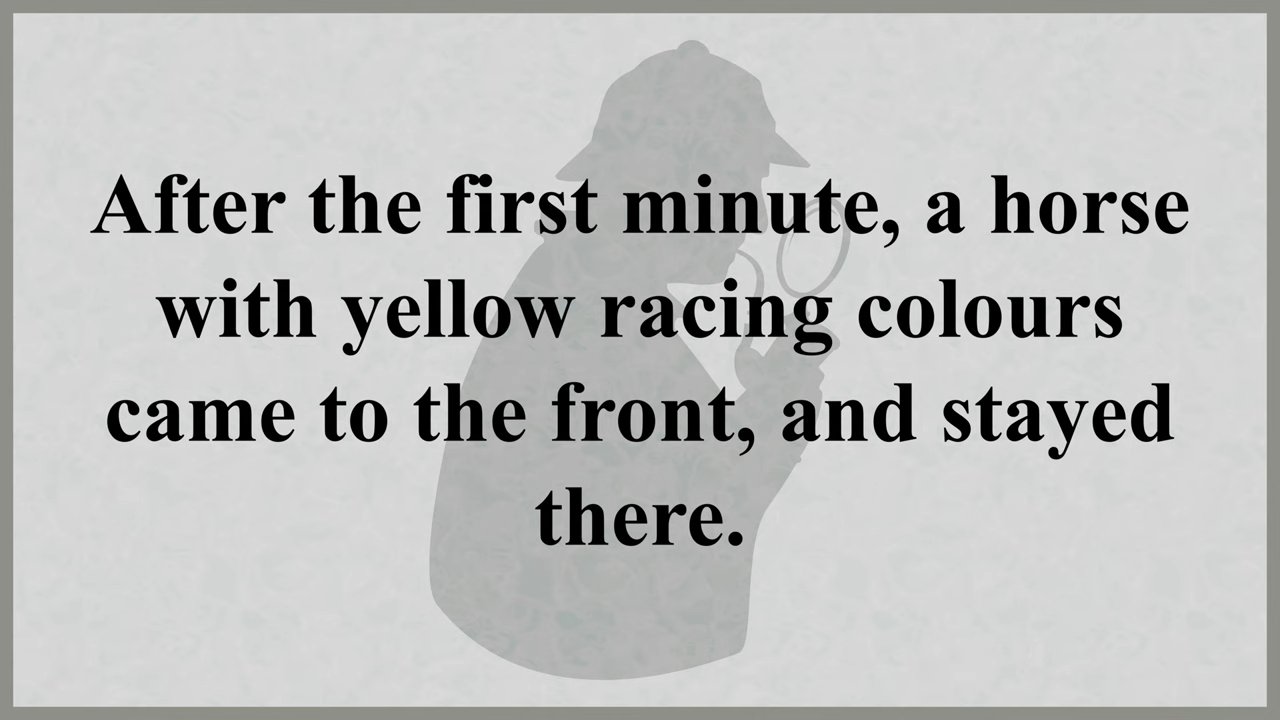 After the first minute, a horse
with yellow racing colours
came to the front, and stayed
there.